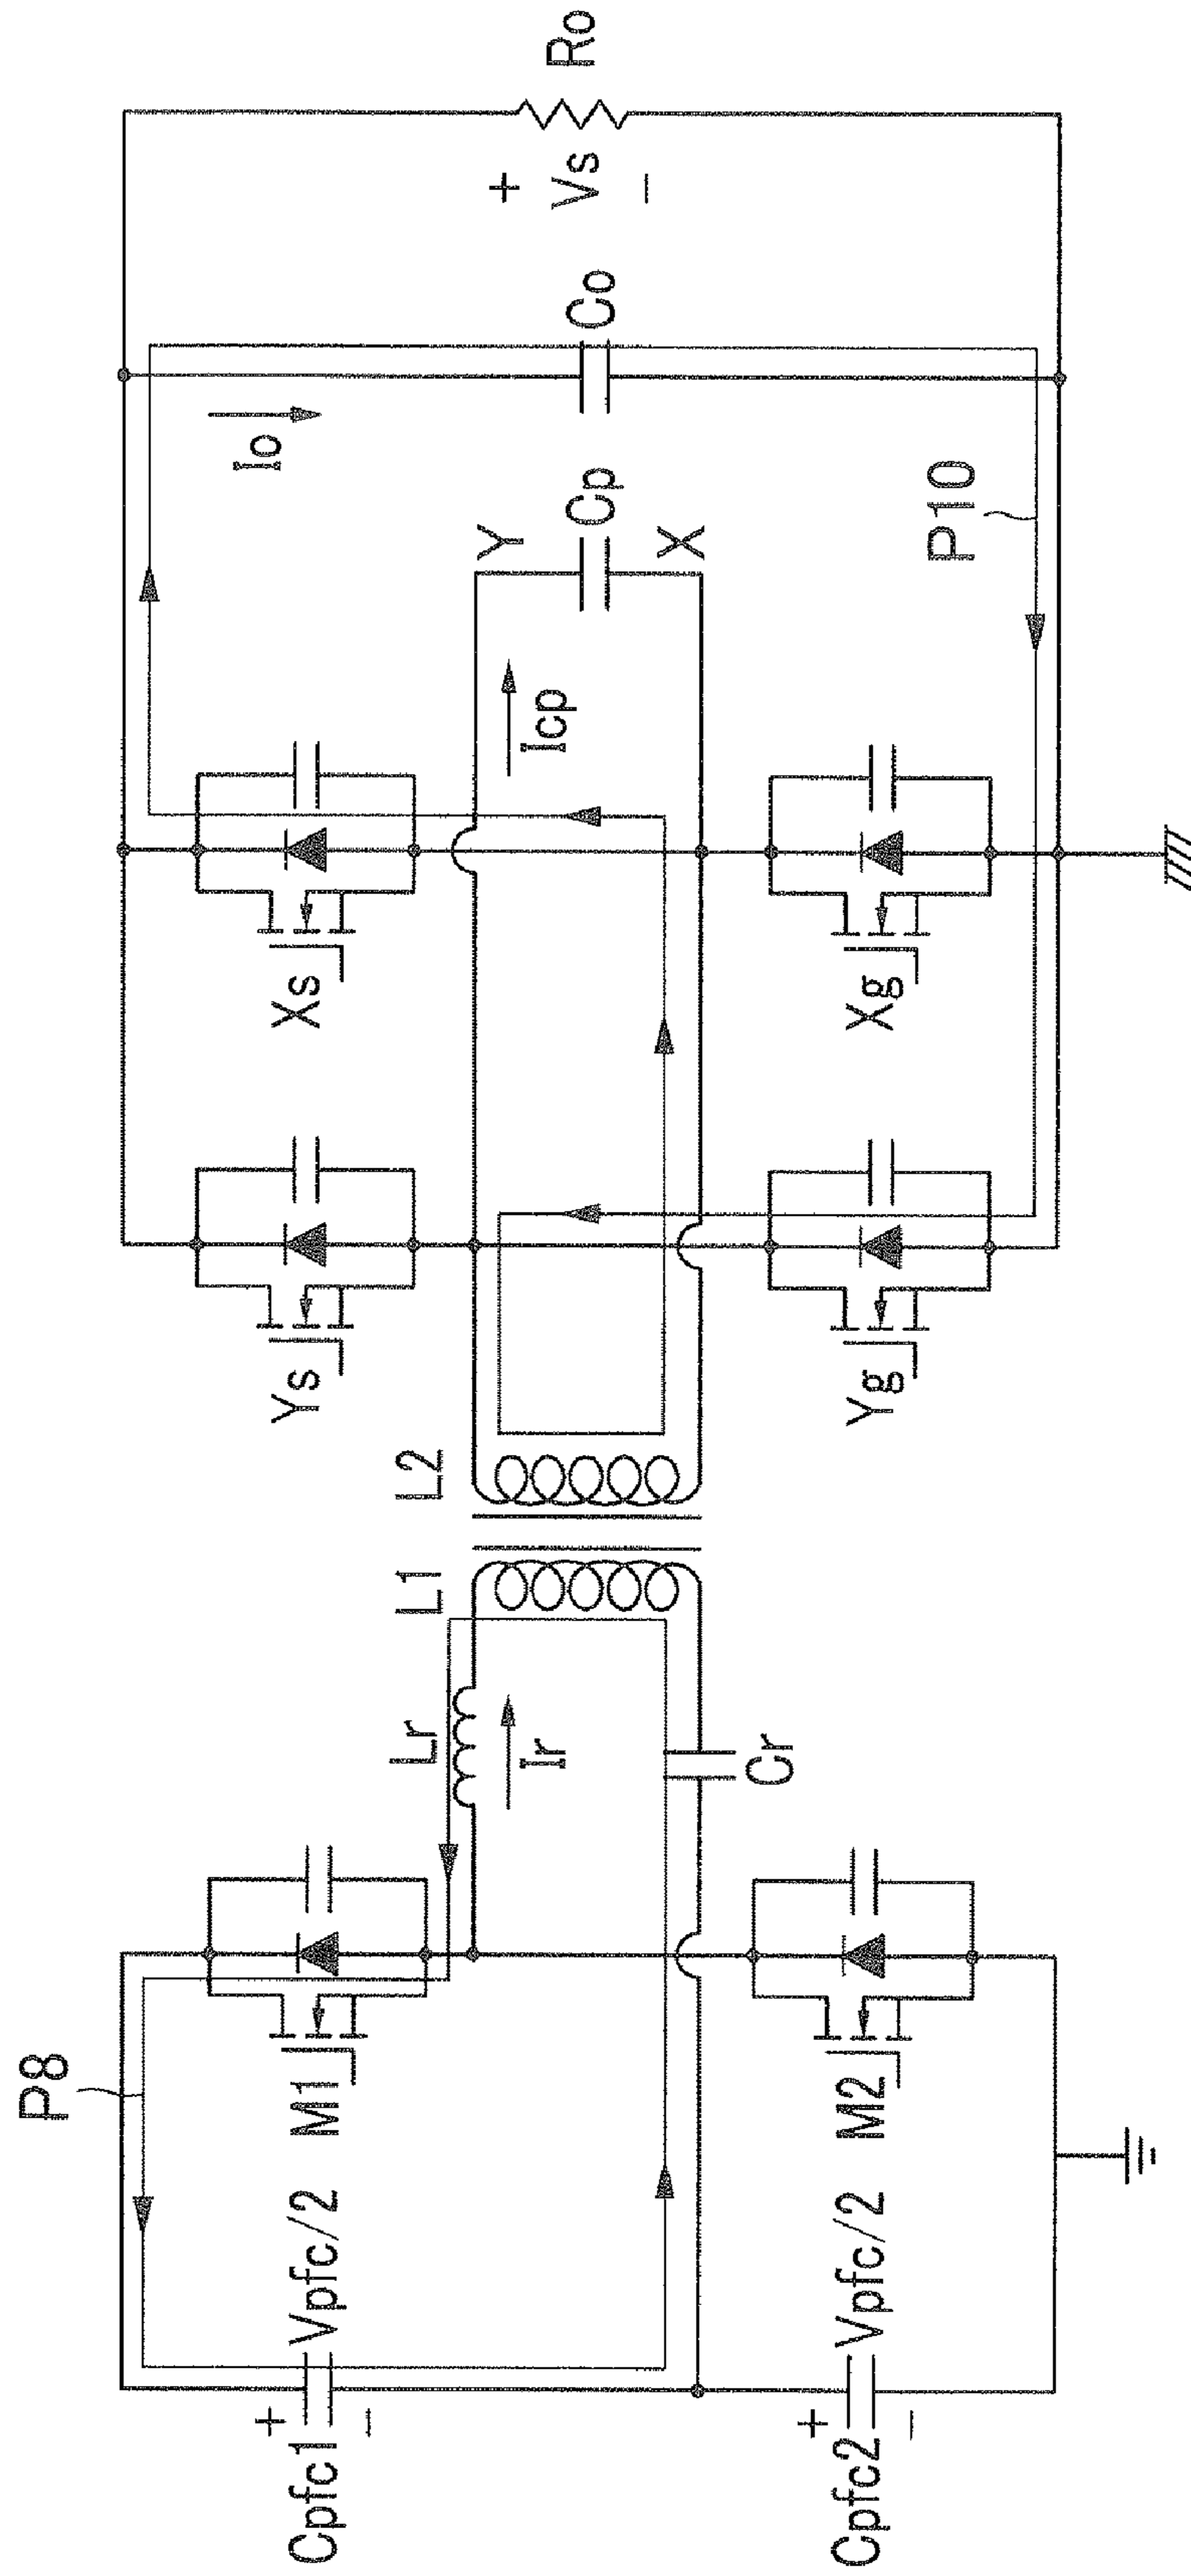 P8
Cpfc1
+
−
Vpfc/2
M1
Cpfc2
+
−
Vpfc/2
M2
Lr
Ir
Cr
L1
L2
Ys
Yg
Xs
Xg
Icp
Y
Cp
X
Io
Co
P10
+
Vs
−
Ro